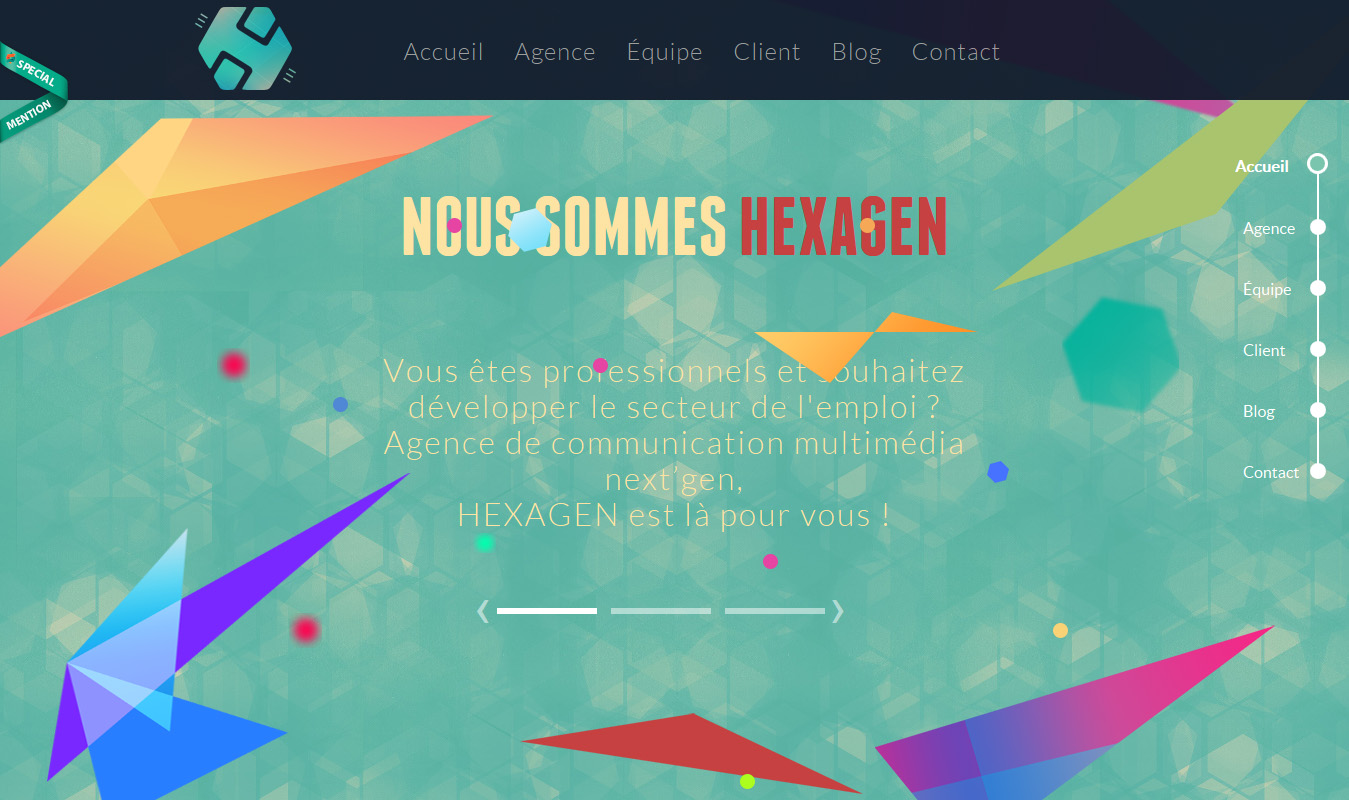 Accueil Agence Équipe Client Blog Contact
SPECIAL
MENTION
NOUS SOMMES HEXAGEN
Vous êtes professionnels et souhaitez
développer le secteur de l'emploi ?
Agence de communication multimédia
next'gen,
HEXAGEN est là pour vous !
Accueil
Agence
Équipe
Client
Blog
Contact